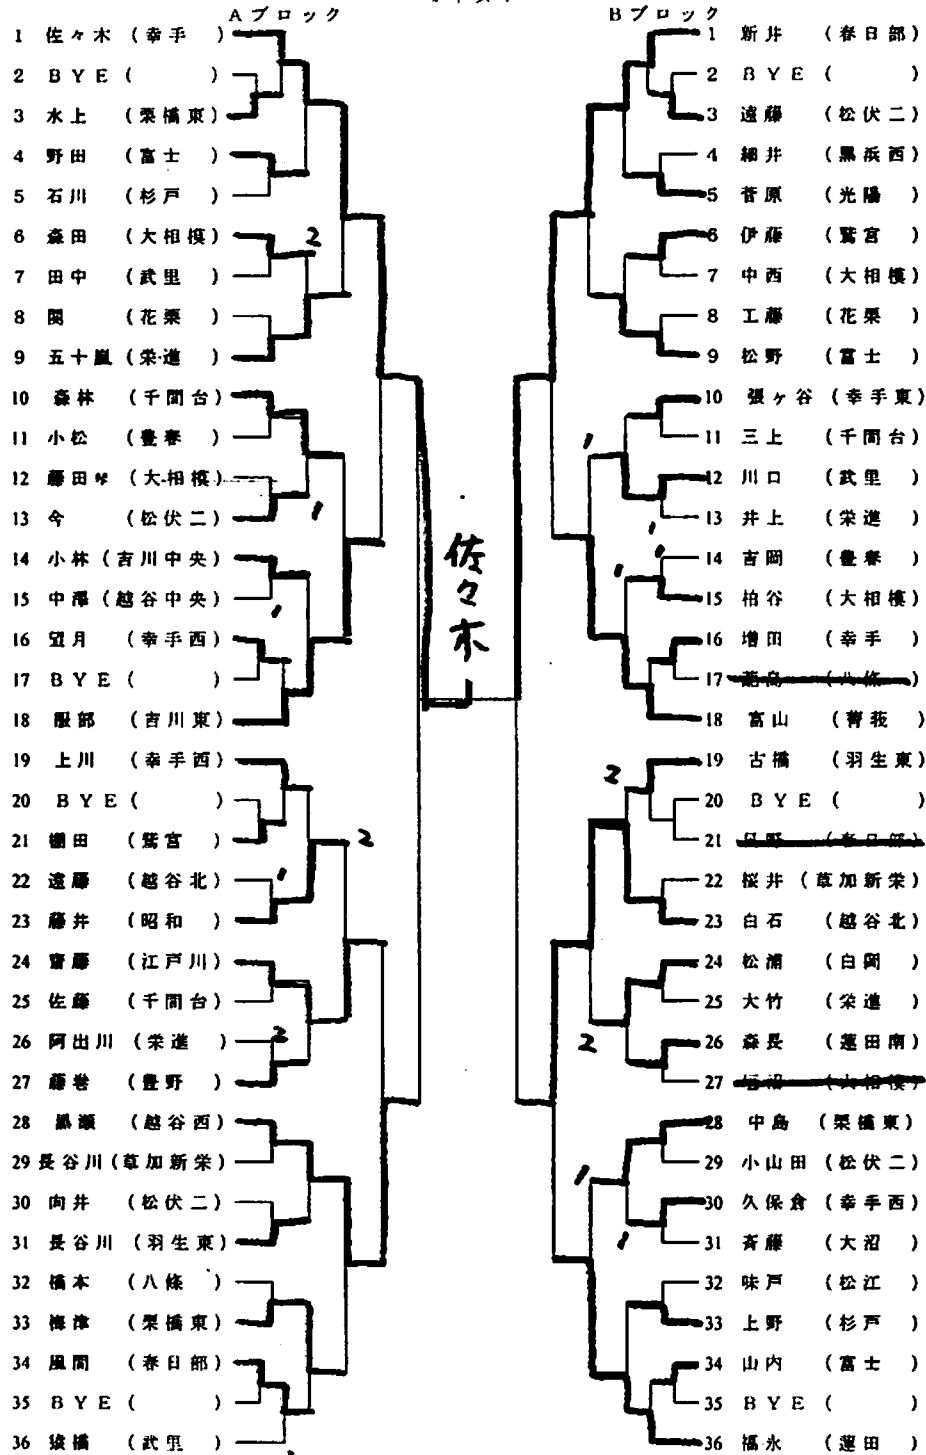 Aブロック
1 佐々木 (幸手)
2 BYE ( )
3 水上 (栗橋東)
4 野田 (富士)
5 石川 (杉戸)
6 森田 (大相模)
2
7 田中 (武里)
8 関 (花栗)
9 五十嵐 (栄進)
10 森林 (千間台)
11 小松 (豊春)
12 藤田琴 (大相模)
13 今 (松伏二)
1
14 小林 (吉川中央)
15 中澤 (越谷中央)
1
16 望月 (幸手西)
17 BYE ( )
18 服部 (吉川東)
19 上川 (幸手西)
20 BYE ( )
21 棚田 (鷲宮)
2
22 遠藤 (越谷北)
1
23 藤井 (昭和)
24 齋藤 (江戸川)
25 佐藤 (千間台)
26 阿出川 (栄進)
2
27 藤巻 (豊野)
28 黒瀬 (越谷西)
29 長谷川 (草加新栄)
30 向井 (松伏二)
31 長谷川 (羽生東)
32 橋本 (八條)
33 梅津 (栗橋東)
34 風間 (春日部)
35 BYE ( )
36 猿橋 (武里)
佐々木
Bブロック
1 新井 (春日部)
2 BYE ( )
3 遠藤 (松伏二)
4 細井 (黒浜西)
5 菅原 (光陽)
6 伊藤 (鷲宮)
7 中西 (大相模)
8 工藤 (花栗)
9 松野 (富士)
10 張ヶ谷 (幸手東)
11 三上 (千間台)
1
12 川口 (武里)
13 井上 (栄進)
1
14 吉岡 (豊春)
1
1
15 柏谷 (大相模)
16 増田 (幸手)
17
18 富山 (菁莪)
19 古橋 (羽生東)
2
20 BYE ( )
21
22 桜井 (草加新栄)
23 白石 (越谷北)
24 松浦 (白岡)
25 大竹 (栄進)
26 森長 (蓮田南)
2
27
28 中島 (栗橋東)
29 小山田 (松伏二)
1
30 久保倉 (幸手西)
31 斉藤 (大沼)
1
32 味戸 (松江)
33 上野 (杉戸)
34 山内 (富士)
35 BYE ( )
36 福永 (蓮田)